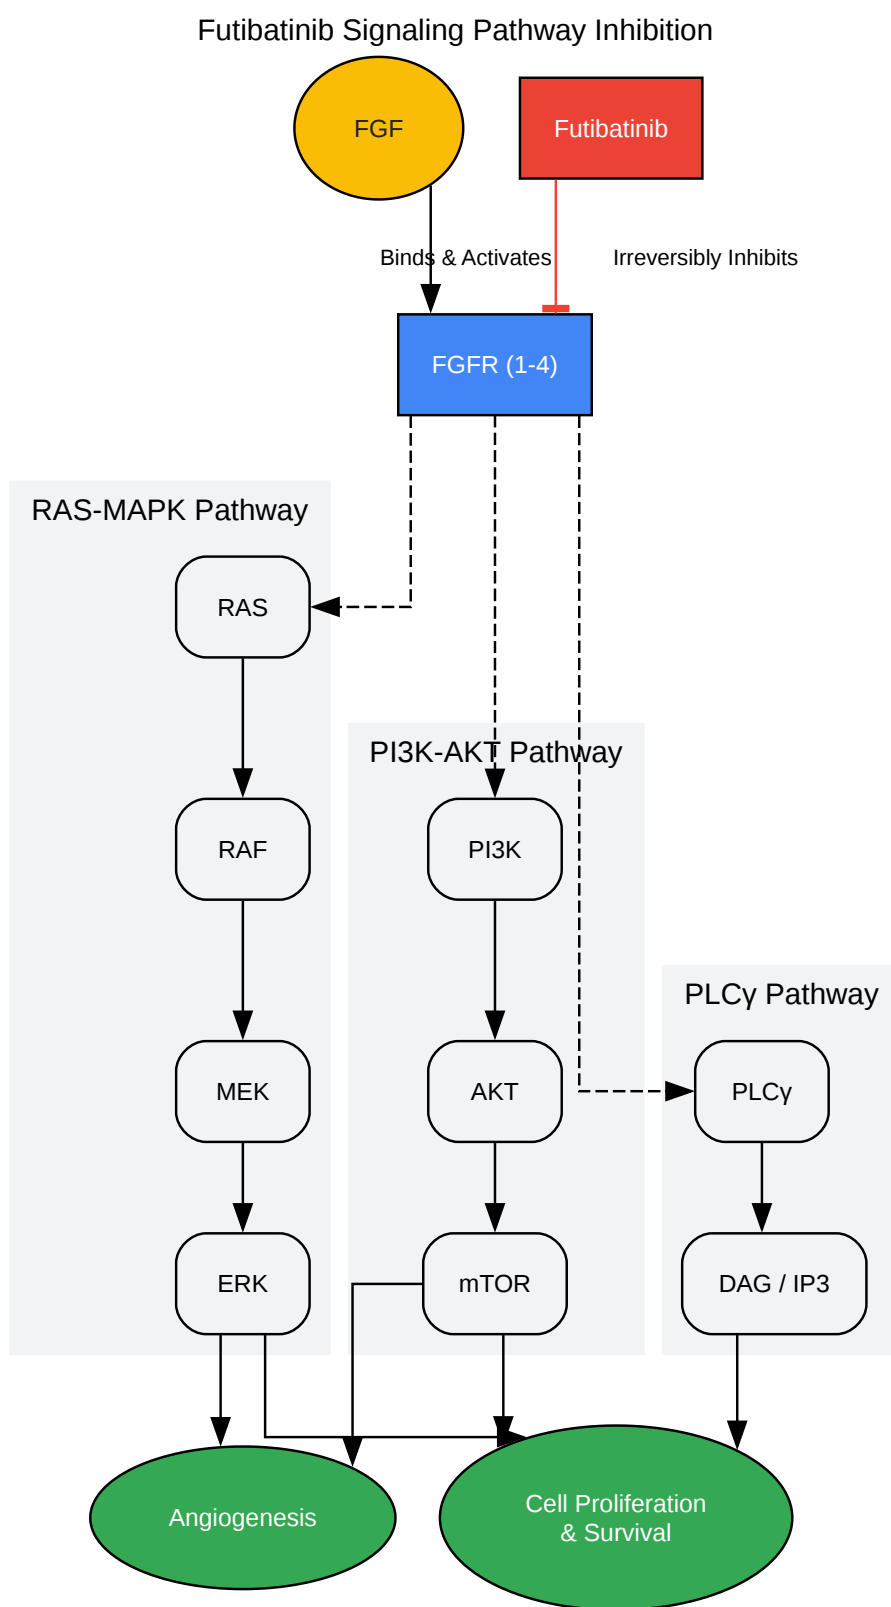 Futibatinib Signaling Pathway Inhibition
FGF
Futibatinib
Binds & Activates
Irreversibly Inhibits
FGFR (1-4)
RAS-MAPK Pathway
RAS
PI3K-AKT Pathway
RAF
PI3K
PLCγ Pathway
MEK
AKT
PLCγ
ERK
mTOR
DAG / IP3
Angiogenesis
Cell Proliferation
& Survival